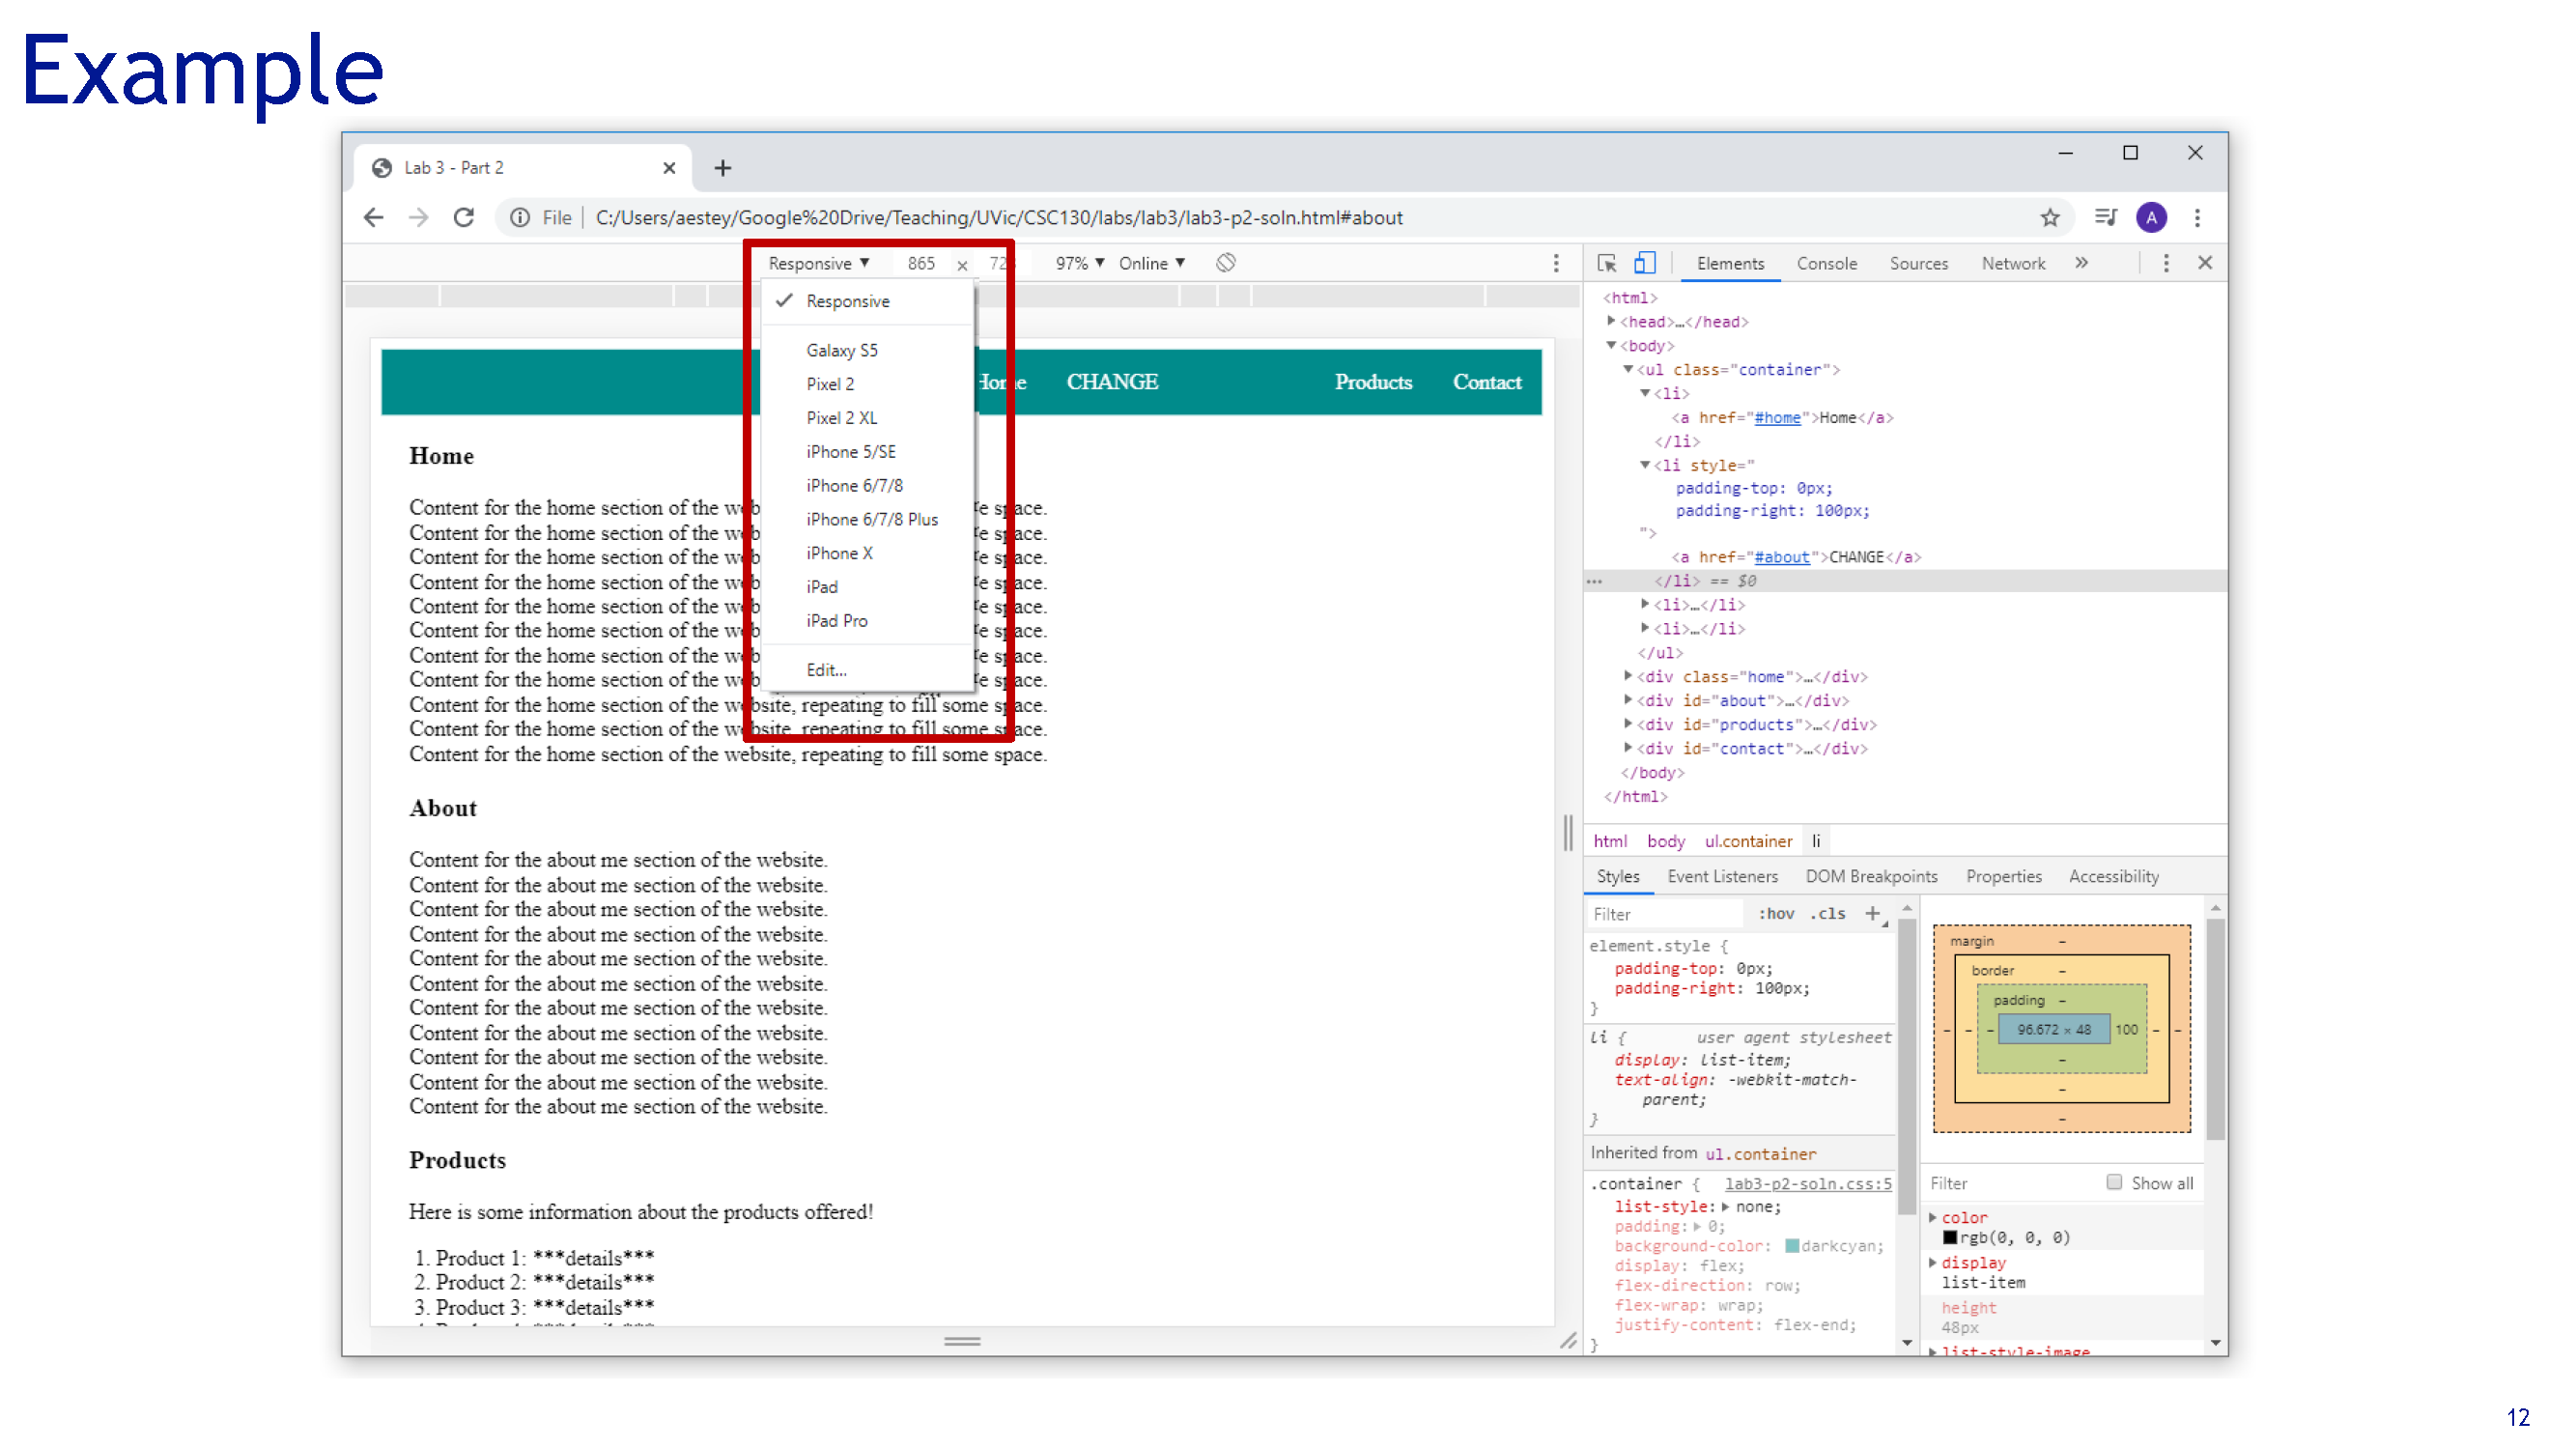 Example
Lab 3 - Part 2
File
C:/Users/aestey/Google%20Drive/Teaching/UVic/CSC130/labs/lab3/lab3-p2-soln.html#about
A
Responsive ▼ 865 × 97% ▼ Online ▼
Responsive
Galaxy S5
Pixel 2
Pixel 2 XL
iPhone 5/SE
iPhone 6/7/8
iPhone 6/7/8 Plus
iPhone X
iPad
iPad Pro
Edit...
Home CHANGE Products Contact
Home
Content for the home section of the space.
Content for the home section of the space.
Content for the home section of the space.
Content for the home section of the space.
Content for the home section of the space.
Content for the home section of the space.
Content for the home section of the space.
Content for the home section of the space.
Content for the home section of the website, repeating to fill some space.
Content for the home section of the website, repeating to fill some space.
Content for the home section of the website, repeating to fill some space.
About
Content for the about me section of the website.
Content for the about me section of the website.
Content for the about me section of the website.
Content for the about me section of the website.
Content for the about me section of the website.
Content for the about me section of the website.
Content for the about me section of the website.
Content for the about me section of the website.
Content for the about me section of the website.
Content for the about me section of the website.
Content for the about me section of the website.
Products
Here is some information about the products offered!
1. Product 1: ***details***
2. Product 2: ***details***
3. Product 3: ***details***
Elements Console Sources Network »
<html>
<head>…</head>
<body>
<ul class="container">
<li>
<a href="#home">Home</a>
</li>
<li style="
padding-top: 0px;
padding-right: 100px;
">
<a href="#about">CHANGE</a>
</li> == $0
<li>…</li>
<li>…</li>
</ul>
<div class="home">…</div>
<div id="about">…</div>
<div id="products">…</div>
<div id="contact">…</div>
</body>
</html>
html body ul.container li
Styles Event Listeners DOM Breakpoints Properties Accessibility
Filter :hov .cls +
element.style {
padding-top: 0px;
padding-right: 100px;
}
li { user agent stylesheet
display: list-item;
text-align: -webkit-match-
parent;
}
Inherited from ul.container
.container { lab3-p2-soln.css:5
list-style: none;
padding: 0;
background-color: darkcyan;
display: flex;
flex-direction: row;
flex-wrap: wrap;
justify-content: flex-end;
}
margin -
border -
padding -
- - - 96.672 × 48 100 - -
-
-
-
Filter Show all
color
rgb(0, 0, 0)
display
list-item
height
48px
list-style-image
12